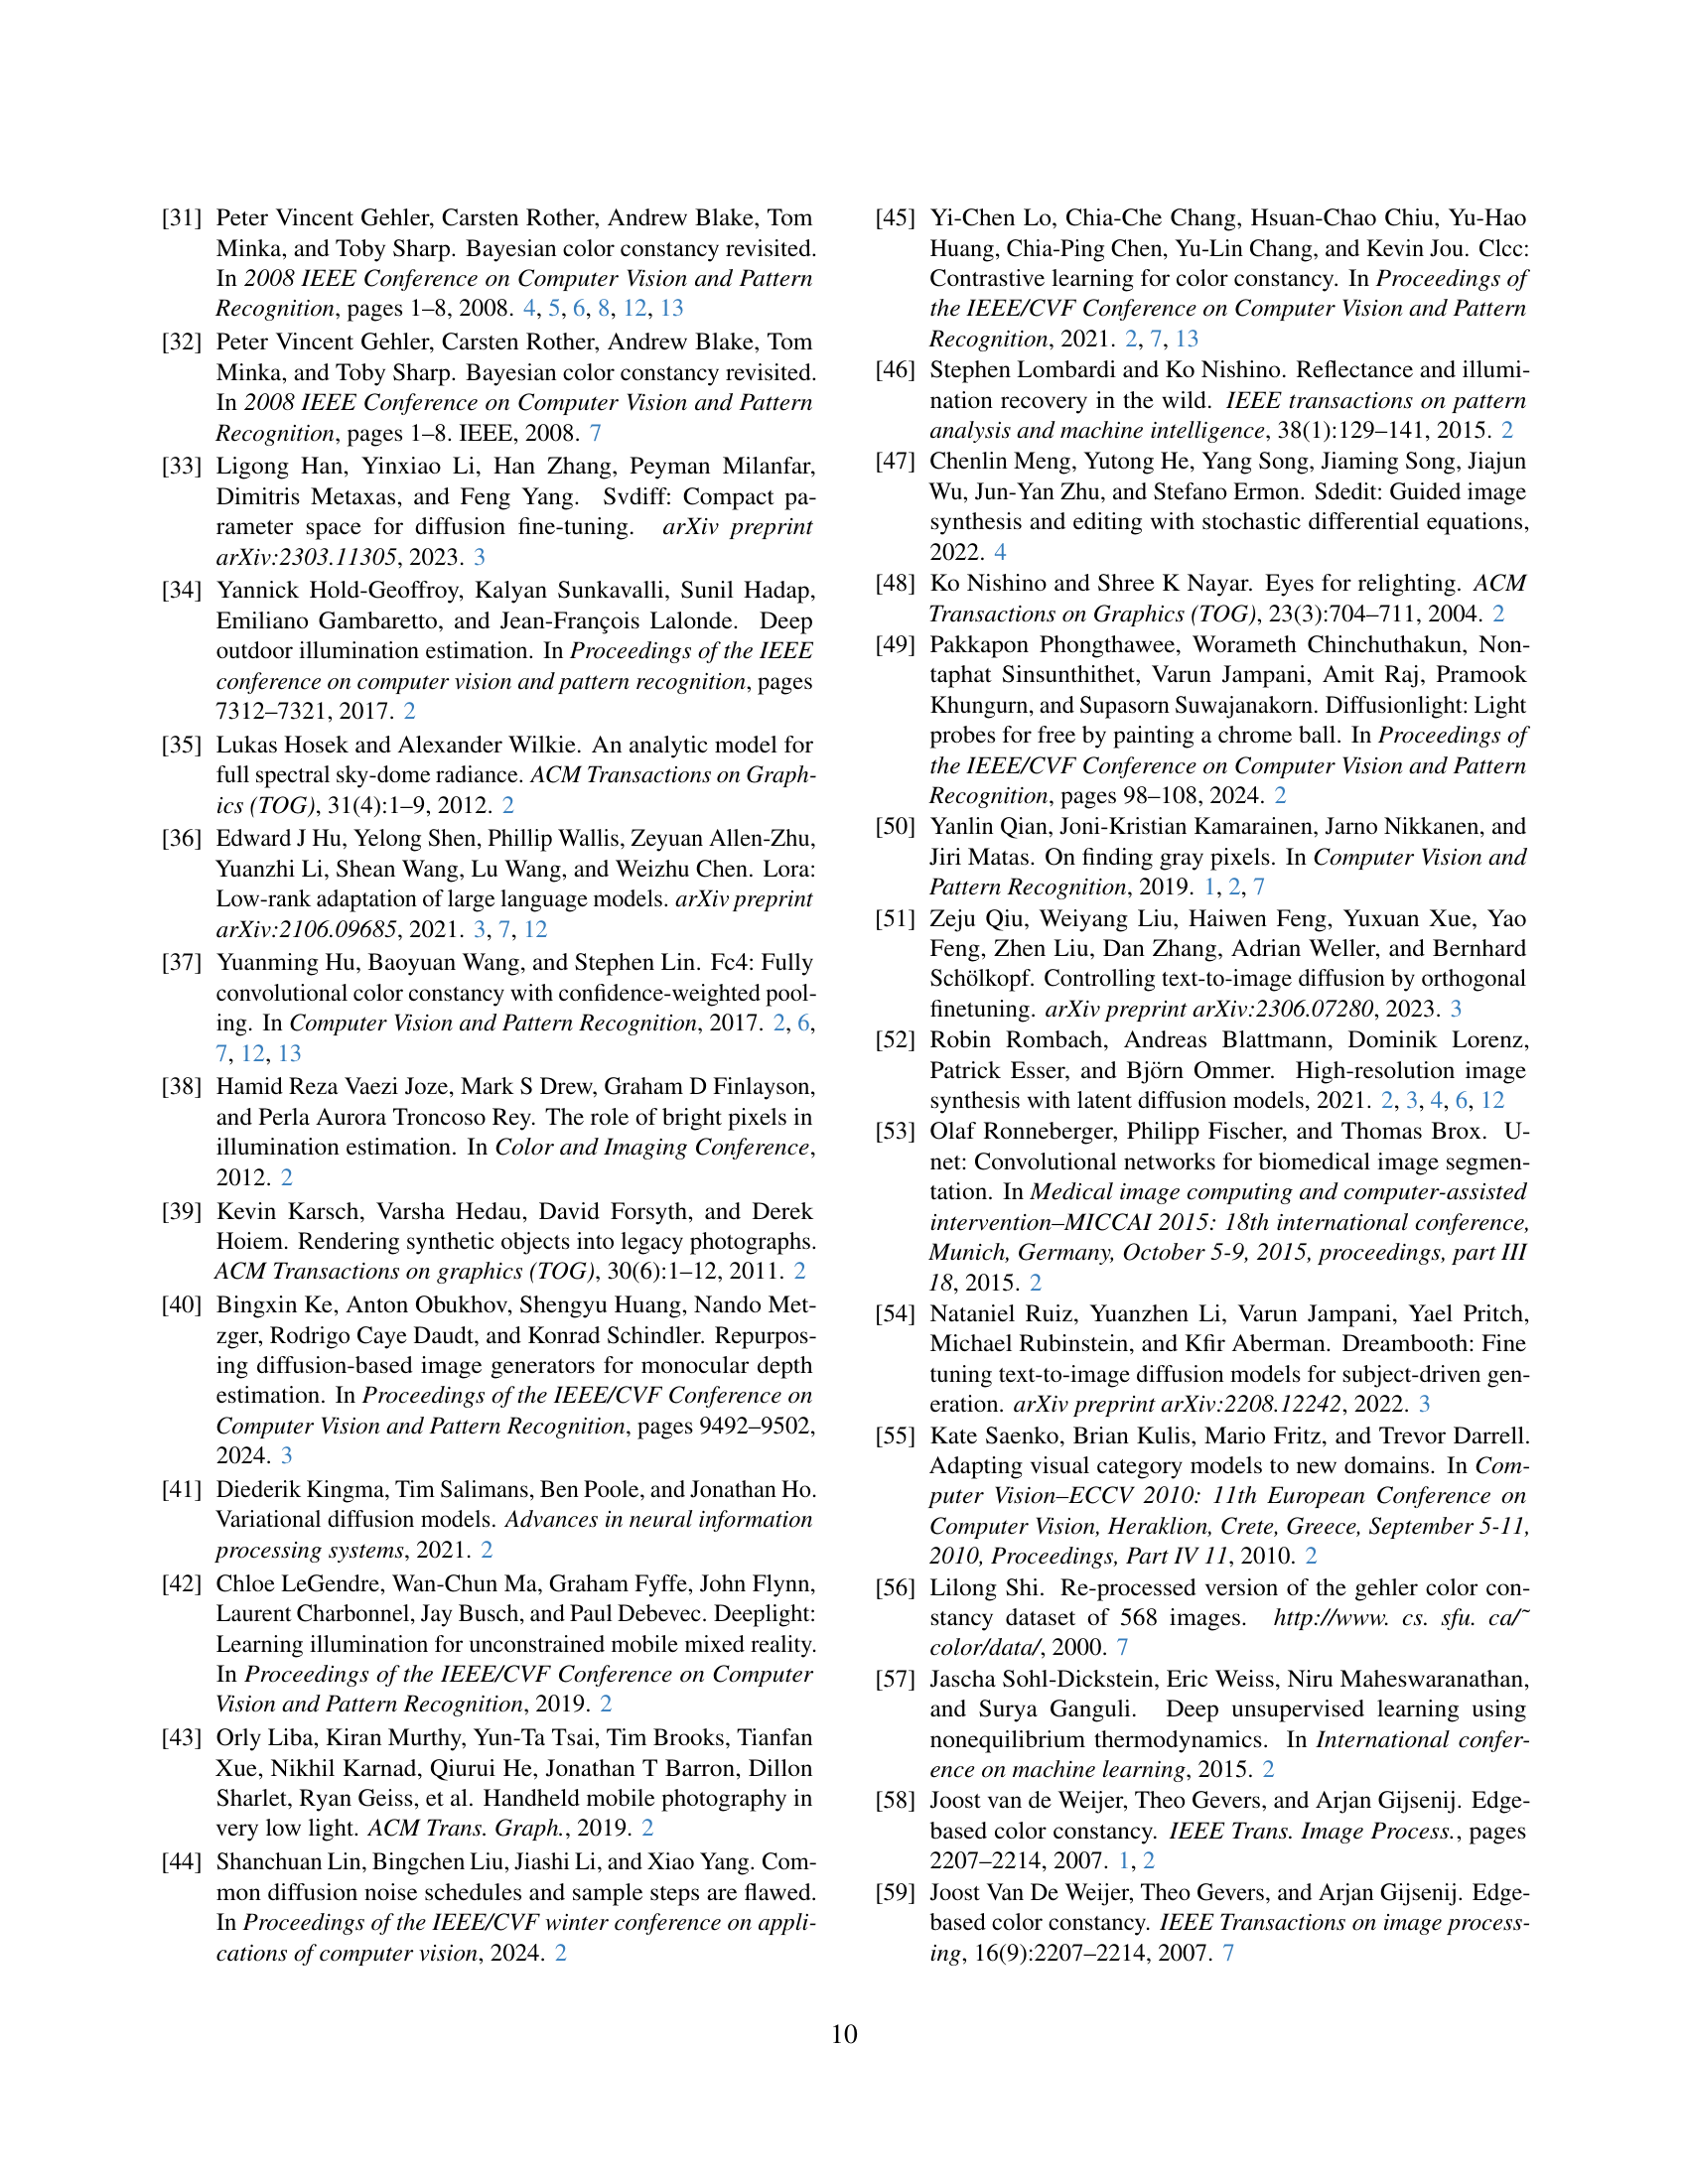 [31] Peter Vincent Gehler, Carsten Rother, Andrew Blake, Tom
Minka, and Toby Sharp. Bayesian color constancy revisited.
In 2008 IEEE Conference on Computer Vision and Pattern
Recognition, pages 1–8, 2008. 4, 5, 6, 8, 12, 13
[32] Peter Vincent Gehler, Carsten Rother, Andrew Blake, Tom
Minka, and Toby Sharp. Bayesian color constancy revisited.
In 2008 IEEE Conference on Computer Vision and Pattern
Recognition, pages 1–8. IEEE, 2008. 7
[33] Ligong Han, Yinxiao Li, Han Zhang, Peyman Milanfar,
Dimitris Metaxas, and Feng Yang. Svdiff: Compact pa-
rameter space for diffusion fine-tuning. arXiv preprint
arXiv:2303.11305, 2023. 3
[34] Yannick Hold-Geoffroy, Kalyan Sunkavalli, Sunil Hadap,
Emiliano Gambaretto, and Jean-François Lalonde. Deep
outdoor illumination estimation. In Proceedings of the IEEE
conference on computer vision and pattern recognition, pages
7312–7321, 2017. 2
[35] Lukas Hosek and Alexander Wilkie. An analytic model for
full spectral sky-dome radiance. ACM Transactions on Graph-
ics (TOG), 31(4):1–9, 2012. 2
[36] Edward J Hu, Yelong Shen, Phillip Wallis, Zeyuan Allen-Zhu,
Yuanzhi Li, Shean Wang, Lu Wang, and Weizhu Chen. Lora:
Low-rank adaptation of large language models. arXiv preprint
arXiv:2106.09685, 2021. 3, 7, 12
[37] Yuanming Hu, Baoyuan Wang, and Stephen Lin. Fc4: Fully
convolutional color constancy with confidence-weighted pool-
ing. In Computer Vision and Pattern Recognition, 2017. 2, 6,
7, 12, 13
[38] Hamid Reza Vaezi Joze, Mark S Drew, Graham D Finlayson,
and Perla Aurora Troncoso Rey. The role of bright pixels in
illumination estimation. In Color and Imaging Conference,
2012. 2
[39] Kevin Karsch, Varsha Hedau, David Forsyth, and Derek
Hoiem. Rendering synthetic objects into legacy photographs.
ACM Transactions on graphics (TOG), 30(6):1–12, 2011. 2
[40] Bingxin Ke, Anton Obukhov, Shengyu Huang, Nando Met-
zger, Rodrigo Caye Daudt, and Konrad Schindler. Repurpos-
ing diffusion-based image generators for monocular depth
estimation. In Proceedings of the IEEE/CVF Conference on
Computer Vision and Pattern Recognition, pages 9492–9502,
2024. 3
[41] Diederik Kingma, Tim Salimans, Ben Poole, and Jonathan Ho.
Variational diffusion models. Advances in neural information
processing systems, 2021. 2
[42] Chloe LeGendre, Wan-Chun Ma, Graham Fyffe, John Flynn,
Laurent Charbonnel, Jay Busch, and Paul Debevec. Deeplight:
Learning illumination for unconstrained mobile mixed reality.
In Proceedings of the IEEE/CVF Conference on Computer
Vision and Pattern Recognition, 2019. 2
[43] Orly Liba, Kiran Murthy, Yun-Ta Tsai, Tim Brooks, Tianfan
Xue, Nikhil Karnad, Qiurui He, Jonathan T Barron, Dillon
Sharlet, Ryan Geiss, et al. Handheld mobile photography in
very low light. ACM Trans. Graph., 2019. 2
[44] Shanchuan Lin, Bingchen Liu, Jiashi Li, and Xiao Yang. Com-
mon diffusion noise schedules and sample steps are flawed.
In Proceedings of the IEEE/CVF winter conference on appli-
cations of computer vision, 2024. 2
[45] Yi-Chen Lo, Chia-Che Chang, Hsuan-Chao Chiu, Yu-Hao
Huang, Chia-Ping Chen, Yu-Lin Chang, and Kevin Jou. Clcc:
Contrastive learning for color constancy. In Proceedings of
the IEEE/CVF Conference on Computer Vision and Pattern
Recognition, 2021. 2, 7, 13
[46] Stephen Lombardi and Ko Nishino. Reflectance and illumi-
nation recovery in the wild. IEEE transactions on pattern
analysis and machine intelligence, 38(1):129–141, 2015. 2
[47] Chenlin Meng, Yutong He, Yang Song, Jiaming Song, Jiajun
Wu, Jun-Yan Zhu, and Stefano Ermon. Sdedit: Guided image
synthesis and editing with stochastic differential equations,
2022. 4
[48] Ko Nishino and Shree K Nayar. Eyes for relighting. ACM
Transactions on Graphics (TOG), 23(3):704–711, 2004. 2
[49] Pakkapon Phongthawee, Worameth Chinchuthakun, Non-
taphat Sinsunthithet, Varun Jampani, Amit Raj, Pramook
Khungurn, and Supasorn Suwajanakorn. Diffusionlight: Light
probes for free by painting a chrome ball. In Proceedings of
the IEEE/CVF Conference on Computer Vision and Pattern
Recognition, pages 98–108, 2024. 2
[50] Yanlin Qian, Joni-Kristian Kamarainen, Jarno Nikkanen, and
Jiri Matas. On finding gray pixels. In Computer Vision and
Pattern Recognition, 2019. 1, 2, 7
[51] Zeju Qiu, Weiyang Liu, Haiwen Feng, Yuxuan Xue, Yao
Feng, Zhen Liu, Dan Zhang, Adrian Weller, and Bernhard
Schölkopf. Controlling text-to-image diffusion by orthogonal
finetuning. arXiv preprint arXiv:2306.07280, 2023. 3
[52] Robin Rombach, Andreas Blattmann, Dominik Lorenz,
Patrick Esser, and Björn Ommer. High-resolution image
synthesis with latent diffusion models, 2021. 2, 3, 4, 6, 12
[53] Olaf Ronneberger, Philipp Fischer, and Thomas Brox. U-
net: Convolutional networks for biomedical image segmen-
tation. In Medical image computing and computer-assisted
intervention–MICCAI 2015: 18th international conference,
Munich, Germany, October 5-9, 2015, proceedings, part III
18, 2015. 2
[54] Nataniel Ruiz, Yuanzhen Li, Varun Jampani, Yael Pritch,
Michael Rubinstein, and Kfir Aberman. Dreambooth: Fine
tuning text-to-image diffusion models for subject-driven gen-
eration. arXiv preprint arXiv:2208.12242, 2022. 3
[55] Kate Saenko, Brian Kulis, Mario Fritz, and Trevor Darrell.
Adapting visual category models to new domains. In Com-
puter Vision–ECCV 2010: 11th European Conference on
Computer Vision, Heraklion, Crete, Greece, September 5-11,
2010, Proceedings, Part IV 11, 2010. 2
[56] Lilong Shi. Re-processed version of the gehler color con-
stancy dataset of 568 images. http://www. cs. sfu. ca/˜
color/data/, 2000. 7
[57] Jascha Sohl-Dickstein, Eric Weiss, Niru Maheswaranathan,
and Surya Ganguli. Deep unsupervised learning using
nonequilibrium thermodynamics. In International confer-
ence on machine learning, 2015. 2
[58] Joost van de Weijer, Theo Gevers, and Arjan Gijsenij. Edge-
based color constancy. IEEE Trans. Image Process., pages
2207–2214, 2007. 1, 2
[59] Joost Van De Weijer, Theo Gevers, and Arjan Gijsenij. Edge-
based color constancy. IEEE Transactions on image process-
ing, 16(9):2207–2214, 2007. 7
10